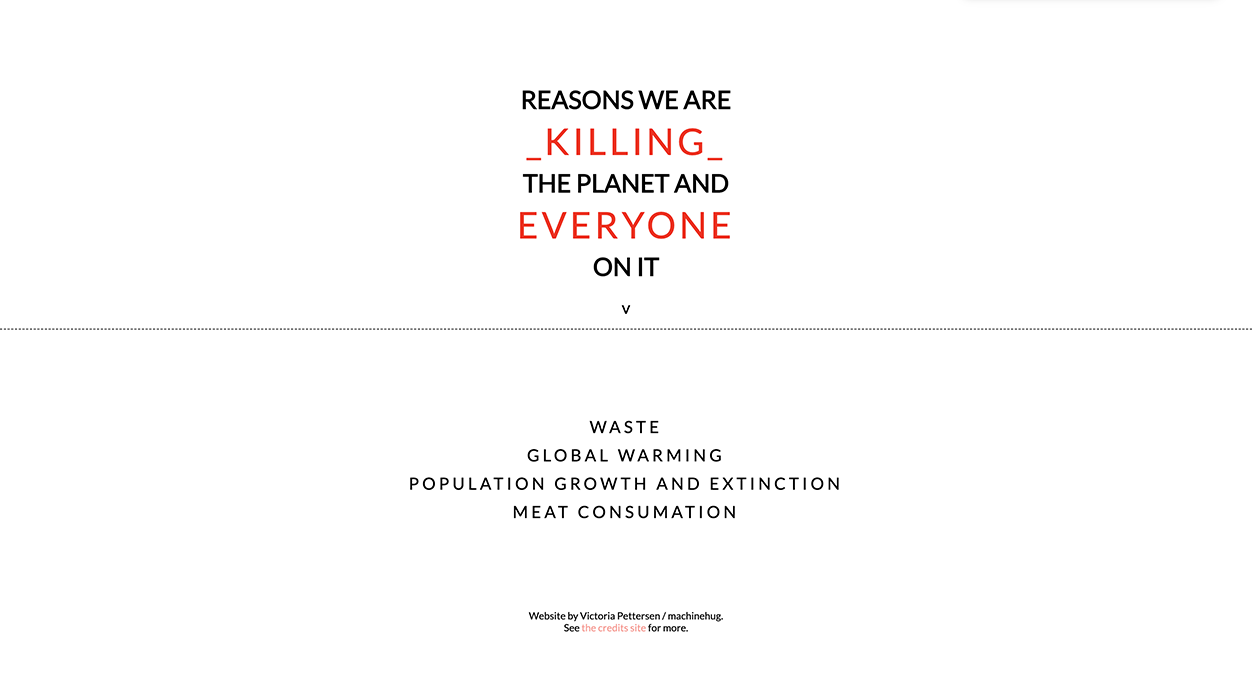 REASONS WE ARE
_KILLING_
THE PLANET AND
EVERYONE
ON IT
v
WASTE
GLOBAL WARMING
POPULATION GROWTH AND EXTINCTION
MEAT CONSUMATION
Website by Victoria Pettersen / machinehug.
See the credits site for more.